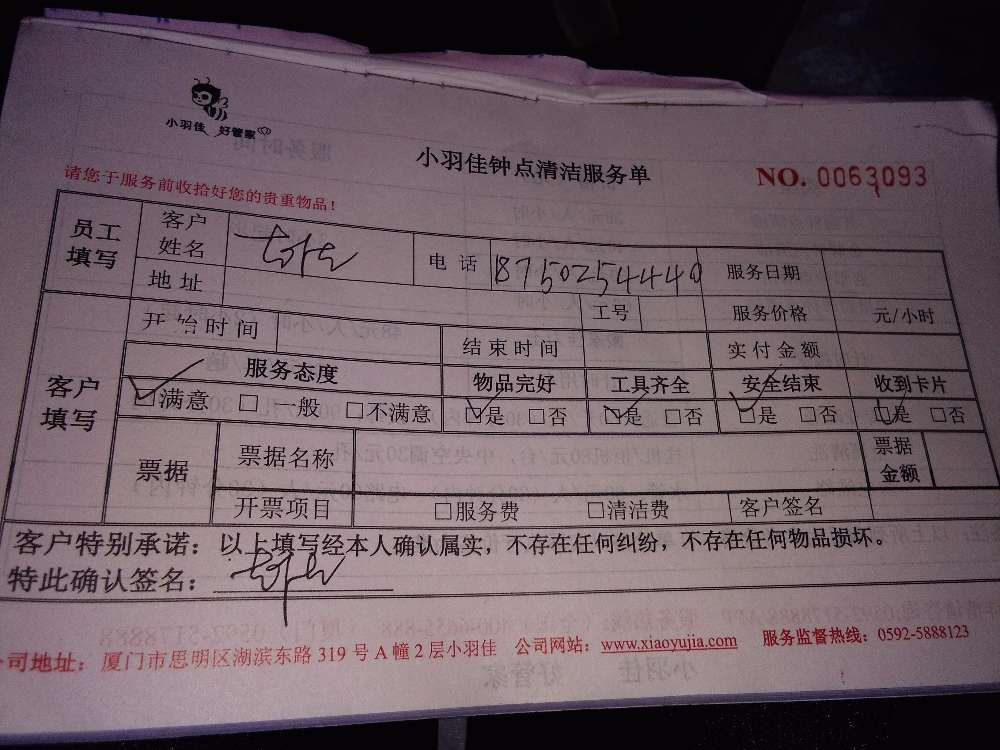 小羽佳 好管家
小羽佳钟点清洁服务单
NO. 0063093
请您于服务前收拾好您的贵重物品！
员工填写 客户姓名 电话 18750254440 服务日期
地址 工号 服务价格 元/小时
客户填写 开始时间 结束时间 实付金额
服务态度 物品完好 工具齐全 安全结束 收到卡片
☑满意 □一般 □不满意 ☑是 □否 ☑是 □否 ☑是 □否 ☑是 □否
票据 票据名称 票据金额
开票项目 □服务费 □清洁费 客户签名
客户特别承诺：以上填写经本人确认属实，不存在任何纠纷，不存在任何物品损坏。
特此确认签名：
公司地址：厦门市思明区湖滨东路 319 号 A 幢 2 层小羽佳 公司网站：www.xiaoyujia.com 服务监督热线：0592-5888123